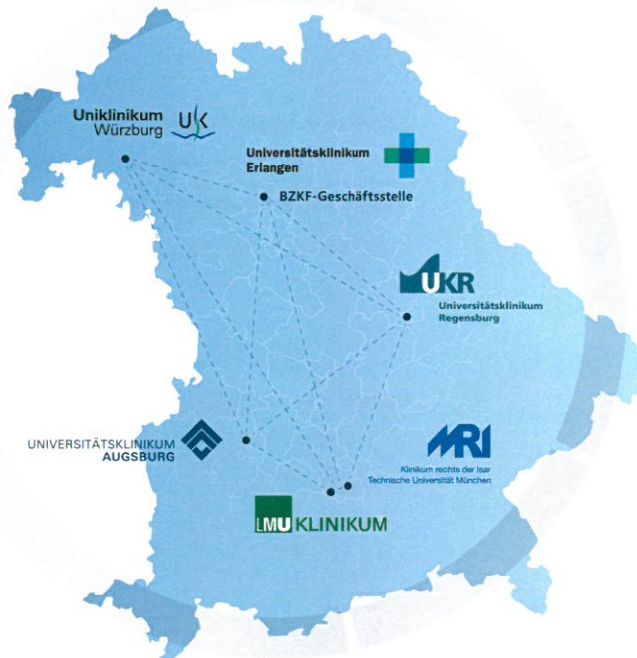 Uniklinikum
Würzburg
UK
Universitätsklinikum
Erlangen
BZKF-Geschäftsstelle
UKR
Universitätsklinikum
Regensburg
UNIVERSITÄTSKLINIKUM
AUGSBURG
MRI
Klinikum rechts der Isar
Technische Universität München
LMU KLINIKUM